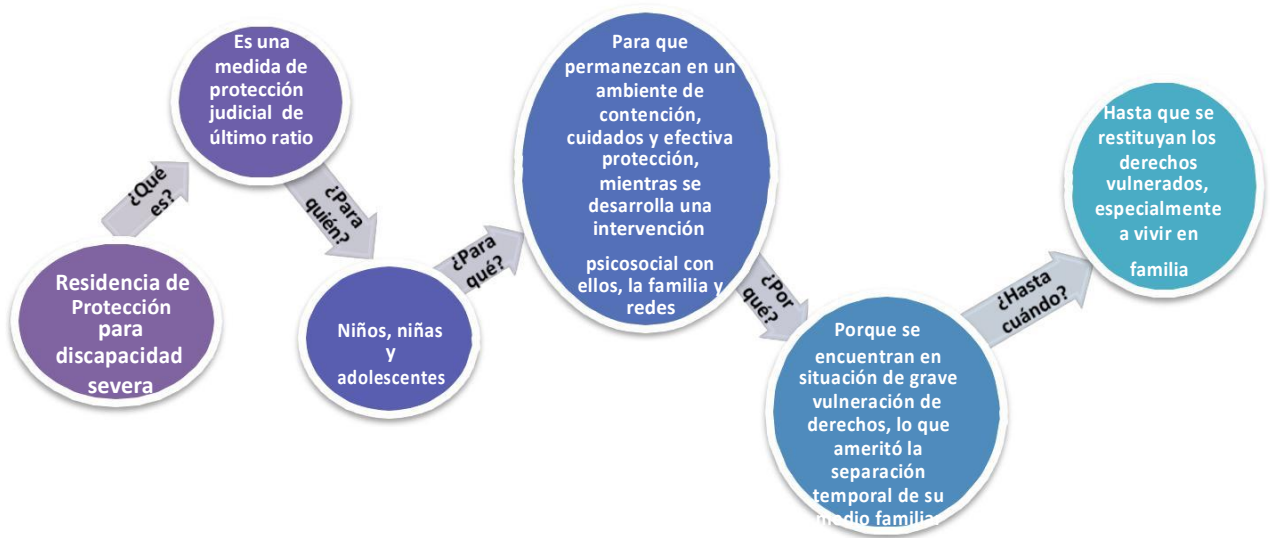 Residencia de
Protección
para
discapacidad
severa
¿Qué
es?
Es una
medida de
protección
judicial de
último ratio
¿Para
quién?
Niños, niñas
y
adolescentes
¿Para
qué?
Para que
permanezcan en un
ambiente de
contención,
cuidados y efectiva
protección,
mientras se
desarrolla una
intervención
psicosocial con
ellos, la familia y
redes
¿Por
qué?
Porque se
encuentran en
situación de grave
vulneración de
derechos, lo que
ameritó la
separación
temporal de su
medio familiar.
¿Hasta
cuándo?
Hasta que se
restituyan los
derechos
vulnerados,
especialmente
a vivir en
familia